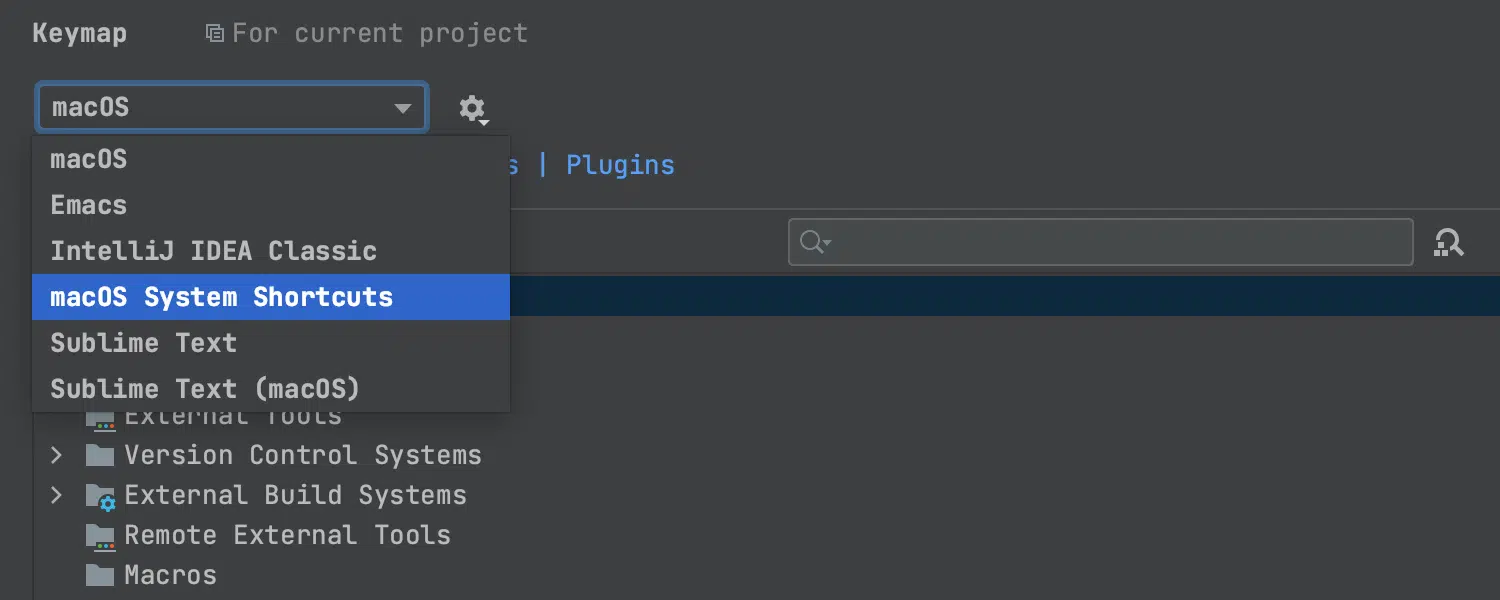 Keymap For current project
macOS
macOS
s | Plugins
Emacs
IntelliJ IDEA Classic
macOS System Shortcuts
Sublime Text
Sublime Text (macOS)
External Tools
Version Control Systems
External Build Systems
Remote External Tools
Macros